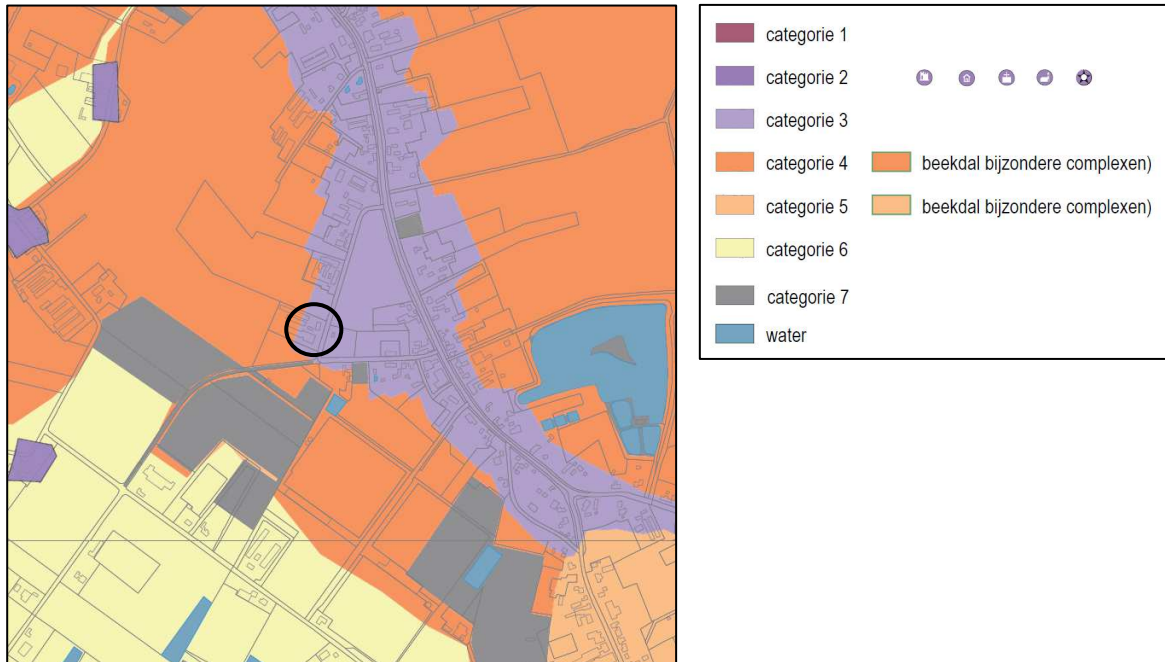 categorie 1
categorie 2
categorie 3
categorie 4 beekdal bijzondere complexen)
categorie 5 beekdal bijzondere complexen)
categorie 6
categorie 7
water